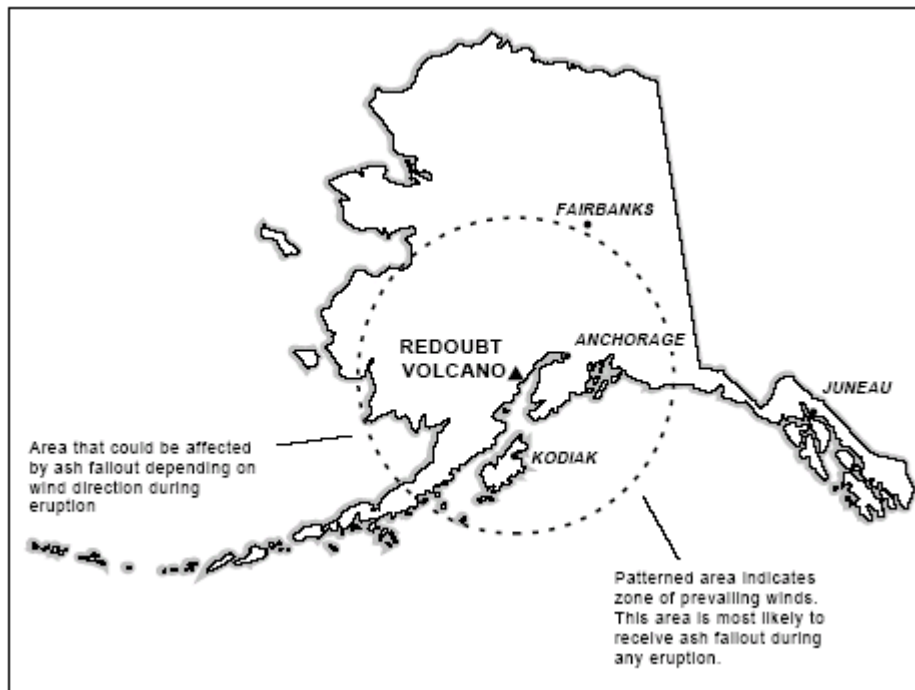 FAIRBANKS
REDOUBT
VOLCANO
ANCHORAGE
JUNEAU
KODIAK
Area that could be affected
by ash fallout depending on
wind direction during
eruption
Patterned area indicates
zone of prevailing winds.
This area is most likely to
receive ash fallout during
any eruption.